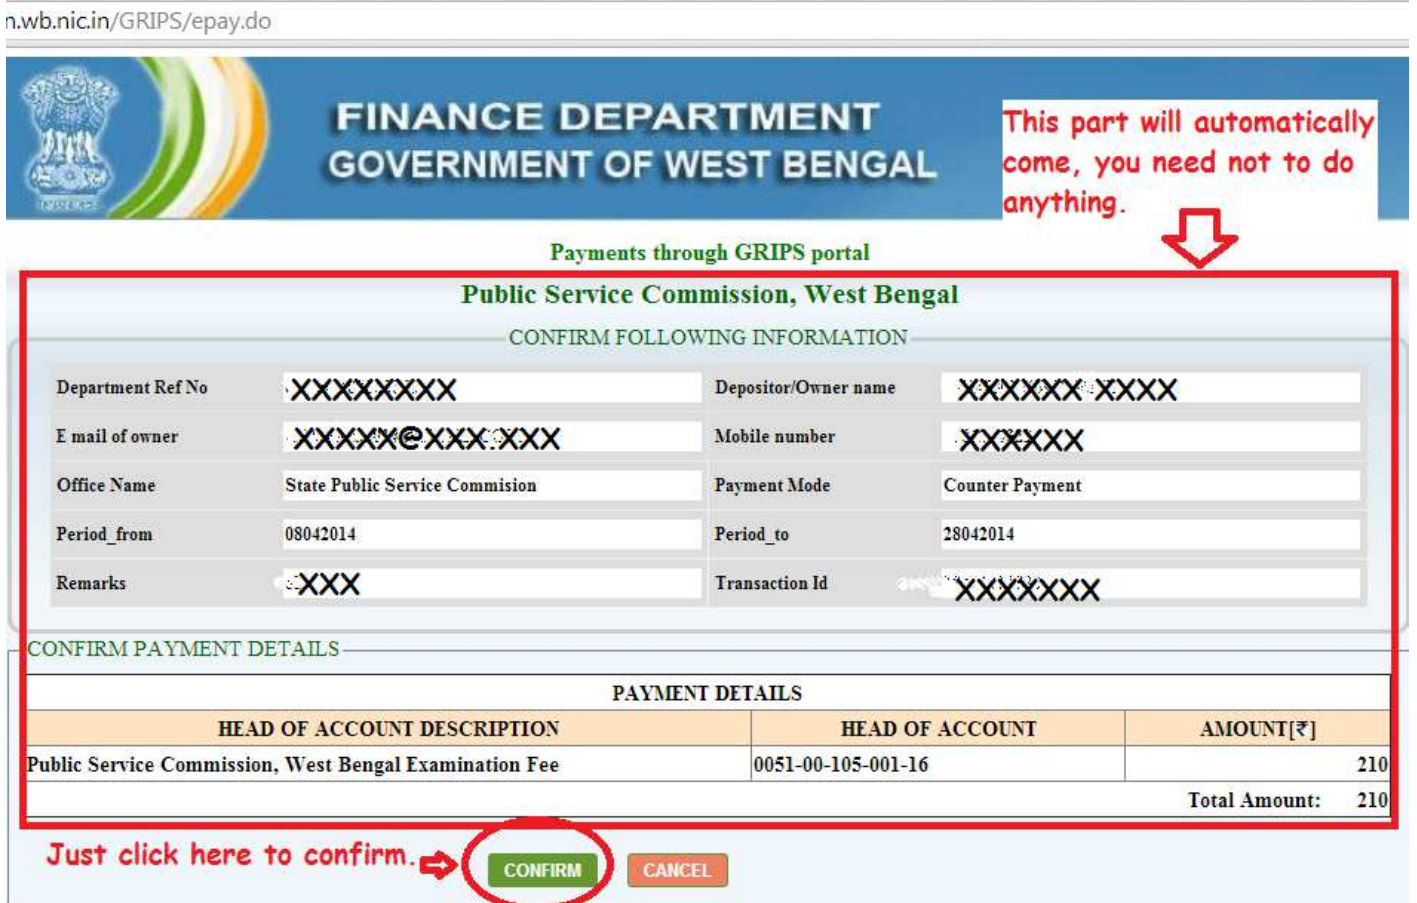 n.wb.nic.in/GRIPS/epay.do
FINANCE DEPARTMENT
GOVERNMENT OF WEST BENGAL
This part will automatically
come, you need not to do
anything.
Payments through GRIPS portal
Public Service Commission, West Bengal
CONFIRM FOLLOWING INFORMATION
Department Ref No XXXXXXXX Depositor/Owner name XXXXXX XXXX
E mail of owner XXXXX@XXX.XXX Mobile number XXXXXX
Office Name State Public Service Commision Payment Mode Counter Payment
Period_from 08042014 Period_to 28042014
Remarks XXX Transaction Id XXXXXXX
CONFIRM PAYMENT DETAILS
PAYMENT DETAILS
HEAD OF ACCOUNT DESCRIPTION HEAD OF ACCOUNT AMOUNT[₹]
Public Service Commission, West Bengal Examination Fee 0051-00-105-001-16 210
Total Amount: 210
Just click here to confirm. CONFIRM CANCEL